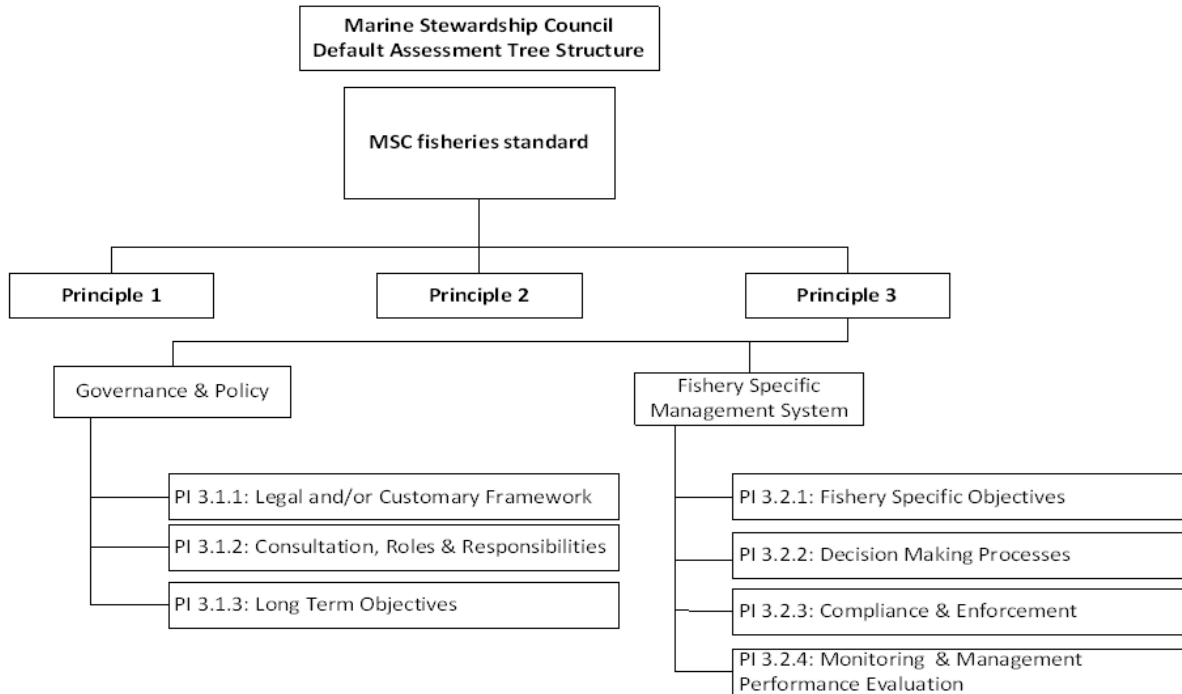 Marine Stewardship Council
Default Assessment Tree Structure
MSC fisheries standard
Principle 1
Principle 2
Principle 3
Governance & Policy
Fishery Specific
Management System
PI 3.1.1: Legal and/or Customary Framework
PI 3.1.2: Consultation, Roles & Responsibilities
PI 3.1.3: Long Term Objectives
PI 3.2.1: Fishery Specific Objectives
PI 3.2.2: Decision Making Processes
PI 3.2.3: Compliance & Enforcement
PI 3.2.4: Monitoring & Management
Performance Evaluation